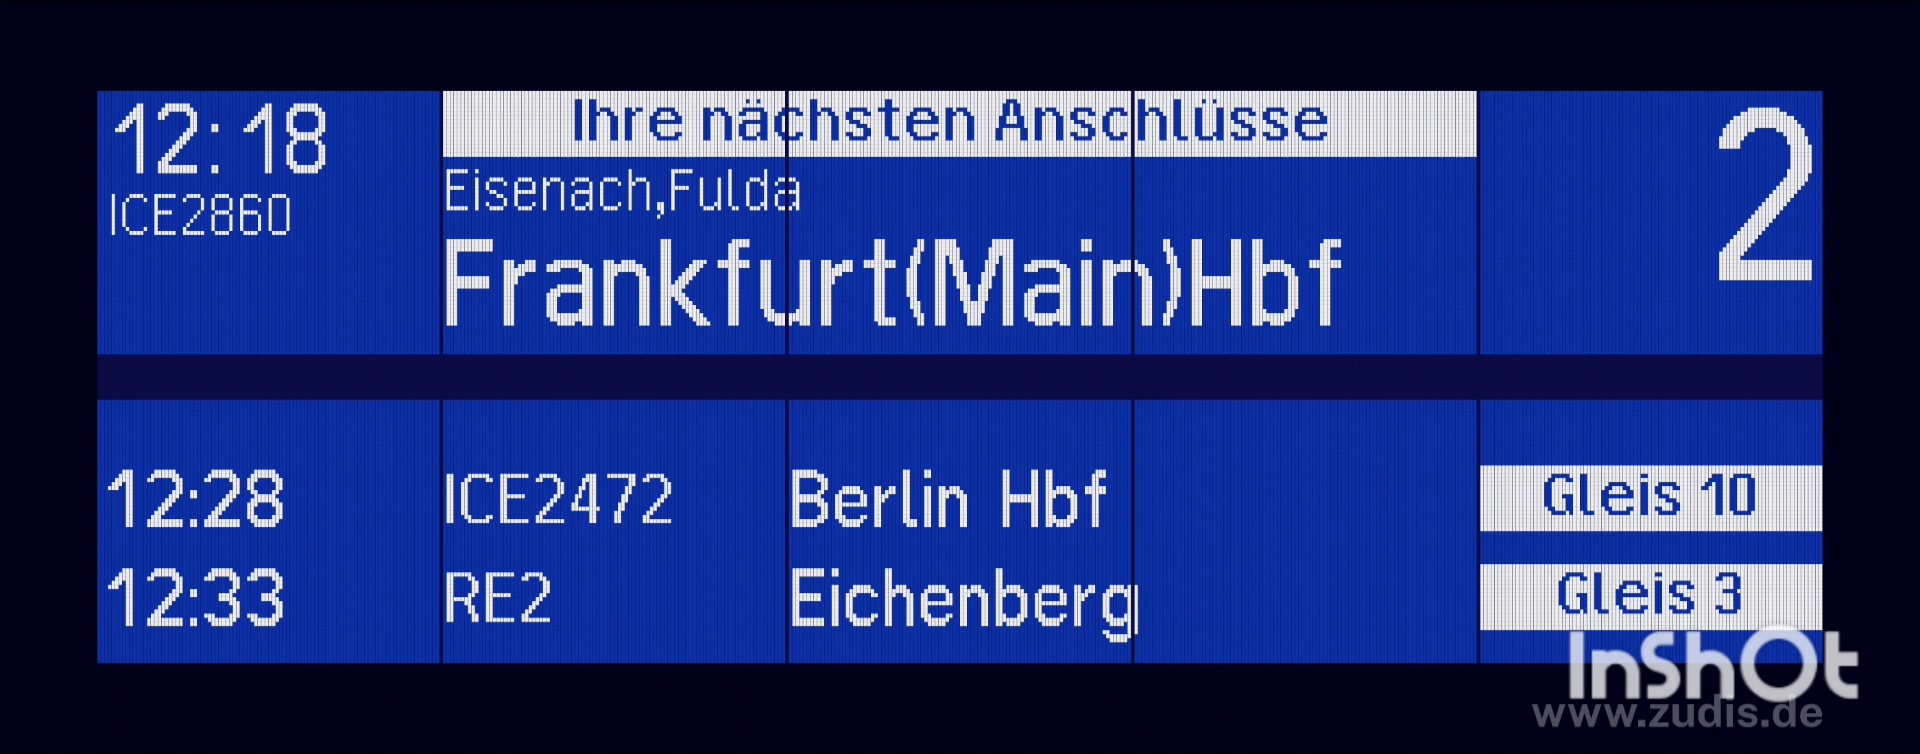 12:18
Ihre nächsten Anschlüsse
2
ICE2860
Eisenach,Fulda
Frankfurt(Main)Hbf
12:28 ICE2472 Berlin Hbf Gleis 10
12:33 RE2 Eichenberg Gleis 3
InShOt
www.zudis.de